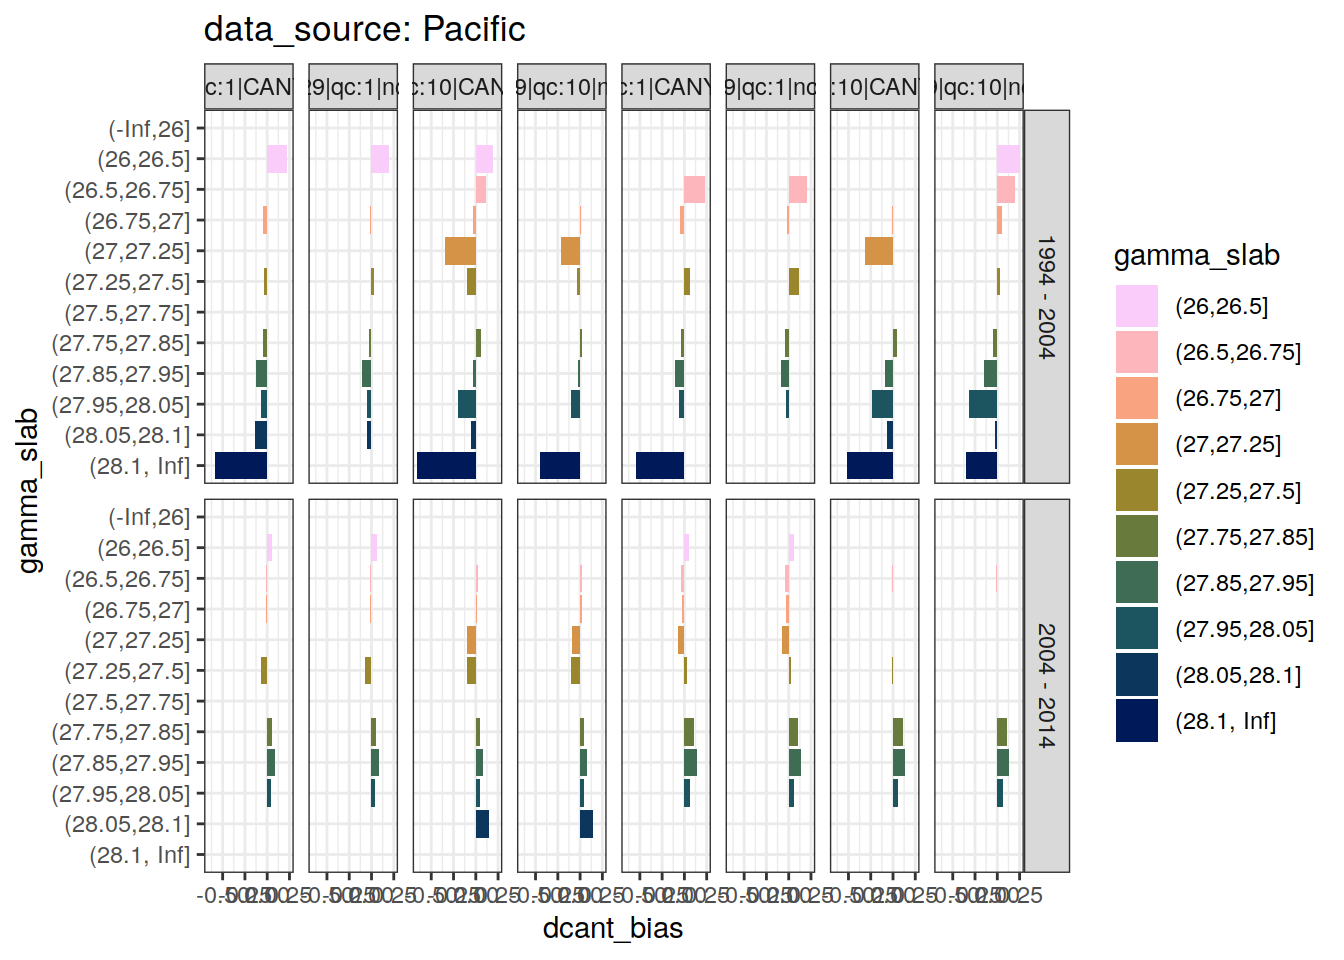 data_source: Pacific
c:1|CAN
29|qc:1|n
c:10|CAN
9|qc:10|n
c:1|CAN
9|qc:1|n
:10|CAN
|qc:10|n
(-Inf,26]
(26,26.5]
(26.5,26.75]
(26.75,27]
(27,27.25]
(27.25,27.5]
(27.5,27.75]
(27.75,27.85]
(27.85,27.95]
(27.95,28.05]
(28.05,28.1]
(28.1, Inf]
1994 - 2004
(-Inf,26]
(26,26.5]
(26.5,26.75]
(26.75,27]
(27,27.25]
(27.25,27.5]
(27.5,27.75]
(27.75,27.85]
(27.85,27.95]
(27.95,28.05]
(28.05,28.1]
(28.1, Inf]
2004 - 2014
gamma_slab
dcant_bias
gamma_slab
(26,26.5]
(26.5,26.75]
(26.75,27]
(27,27.25]
(27.25,27.5]
(27.75,27.85]
(27.85,27.95]
(27.95,28.05]
(28.05,28.1]
(28.1, Inf]